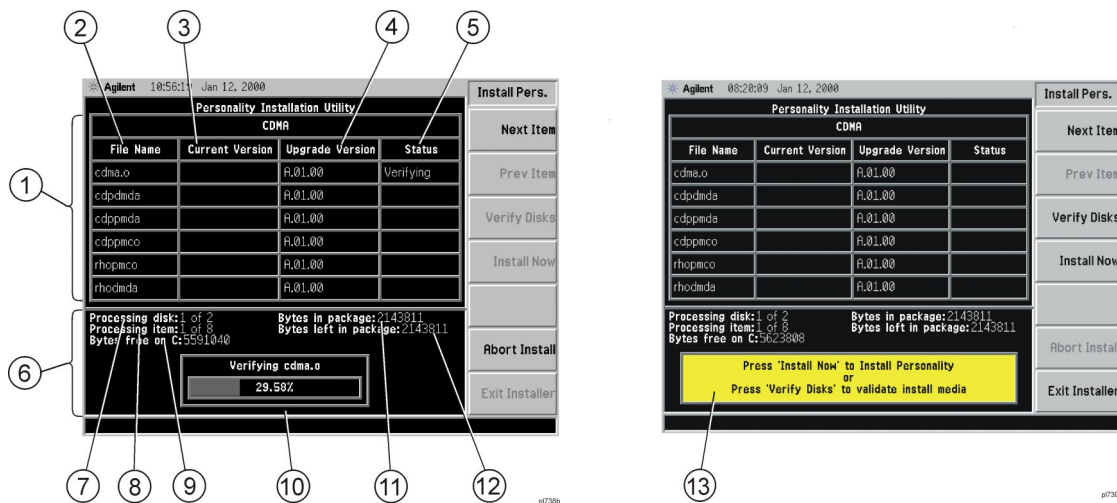 2
3
4
5
Agilent 10:56:19 Jan 12, 2000
Install Pers.
Personality Installation Utility
CDMA
File Name Current Version Upgrade Version Status
cdma.o A.01.00 Verifying
cdpdmda A.01.00
cdppmda A.01.00
cdppmco A.01.00
rhopmco A.01.00
rhodmda A.01.00
Next Item
Prev Item
Verify Disks
Install Now
Abort Install
Exit Installer
1
Processing disk:1 of 2 Bytes in package:2143811
Processing item:1 of 8 Bytes left in package:2143811
Bytes free on C:5591040
6
Verifying cdma.o
29.58%
7
8
9
10
11
12
pl738b
Agilent 08:20:09 Jan 12, 2000
Install Pers.
Personality Installation Utility
CDMA
File Name Current Version Upgrade Version Status
cdma.o A.01.00
cdpdmda A.01.00
cdppmda A.01.00
cdppmco A.01.00
rhopmco A.01.00
rhodmda A.01.00
Next Item
Prev Item
Verify Disks
Install Now
Abort Instal
Exit Installer
Processing disk:1 of 2 Bytes in package:2143811
Processing item:1 of 8 Bytes left in package:2143811
Bytes free on C:5623808
Press 'Install Now' to Install Personality
or
Press 'Verify Disks' to validate install media
13